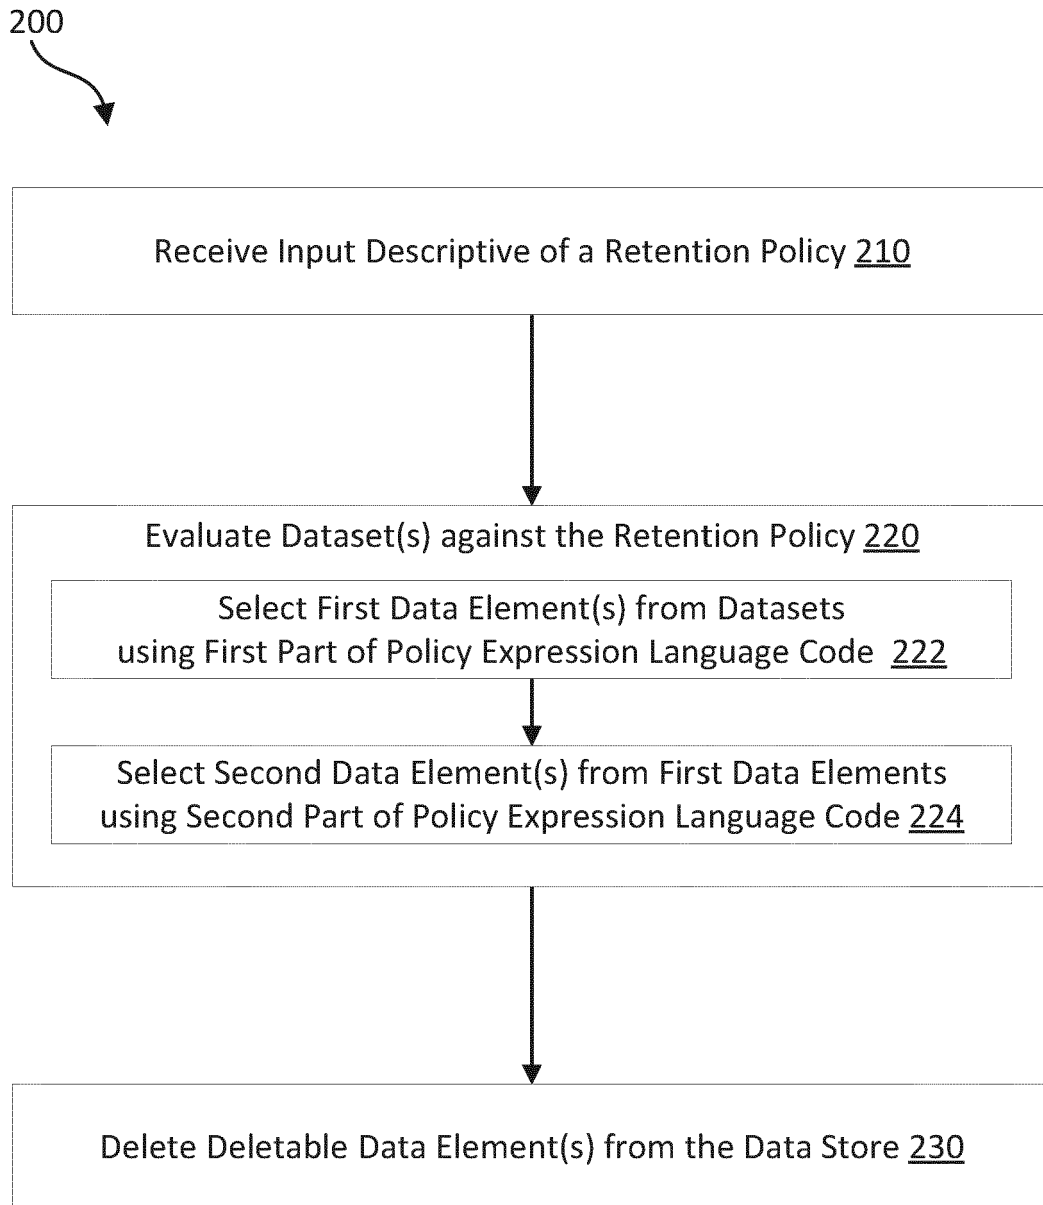 200
Receive Input Descriptive of a Retention Policy 210
Evaluate Dataset(s) against the Retention Policy 220
Select First Data Element(s) from Datasets
using First Part of Policy Expression Language Code 222
Select Second Data Element(s) from First Data Elements
using Second Part of Policy Expression Language Code 224
Delete Deletable Data Element(s) from the Data Store 230